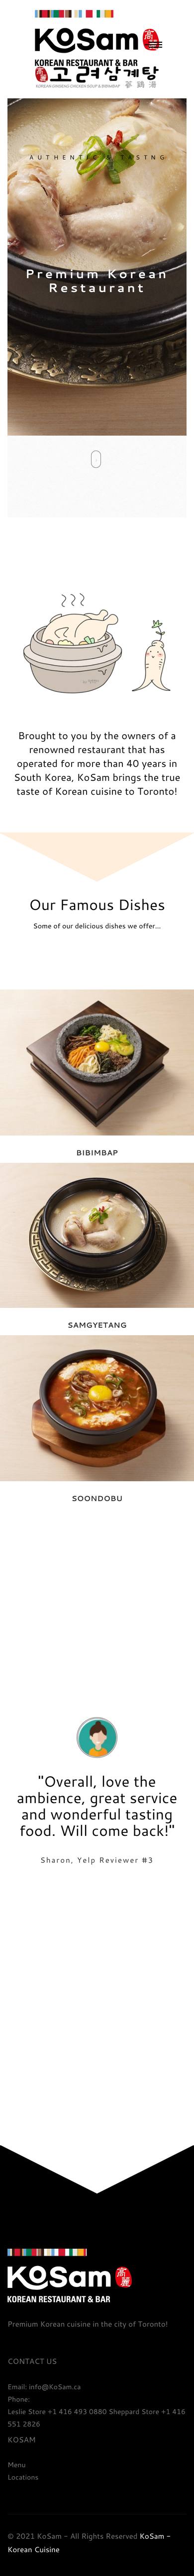 KoSam
KOREAN RESTAURANT & BAR
고려삼계탕
AUTHENTIC & TASTNG
Premium Korean
Restaurant
Brought to you by the owners of a
renowned restaurant that has
operated for more than 40 years in
South Korea, KoSam brings the true
taste of Korean cuisine to Toronto!
Our Famous Dishes
Some of our delicious dishes we offer...
BIBIMBAP
SAMGYETANG
SOONDOBU
"Overall, love the
ambience, great service
and wonderful tasting
food. Will come back!"
Sharon, Yelp Reviewer #3
KoSam
KOREAN RESTAURANT & BAR
Premium Korean cuisine in the city of Toronto!
CONTACT US
Email: info@KoSam.ca
Phone:
Leslie Store +1 416 493 0880 Sheppard Store +1 416
551 2826
KOSAM
Menu
Locations
© 2021 KoSam – All Rights Reserved KoSam –
Korean Cuisine